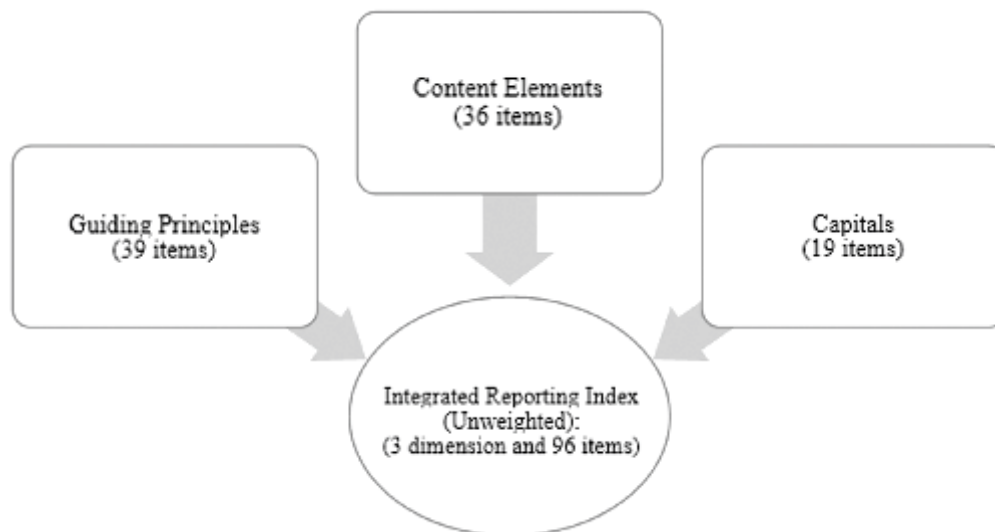 Content Elements
(36 items)
Guiding Principles
(39 items)
Capitals
(19 items)
Integrated Reporting Index
(Unweighted):
(3 dimension and 96 items)